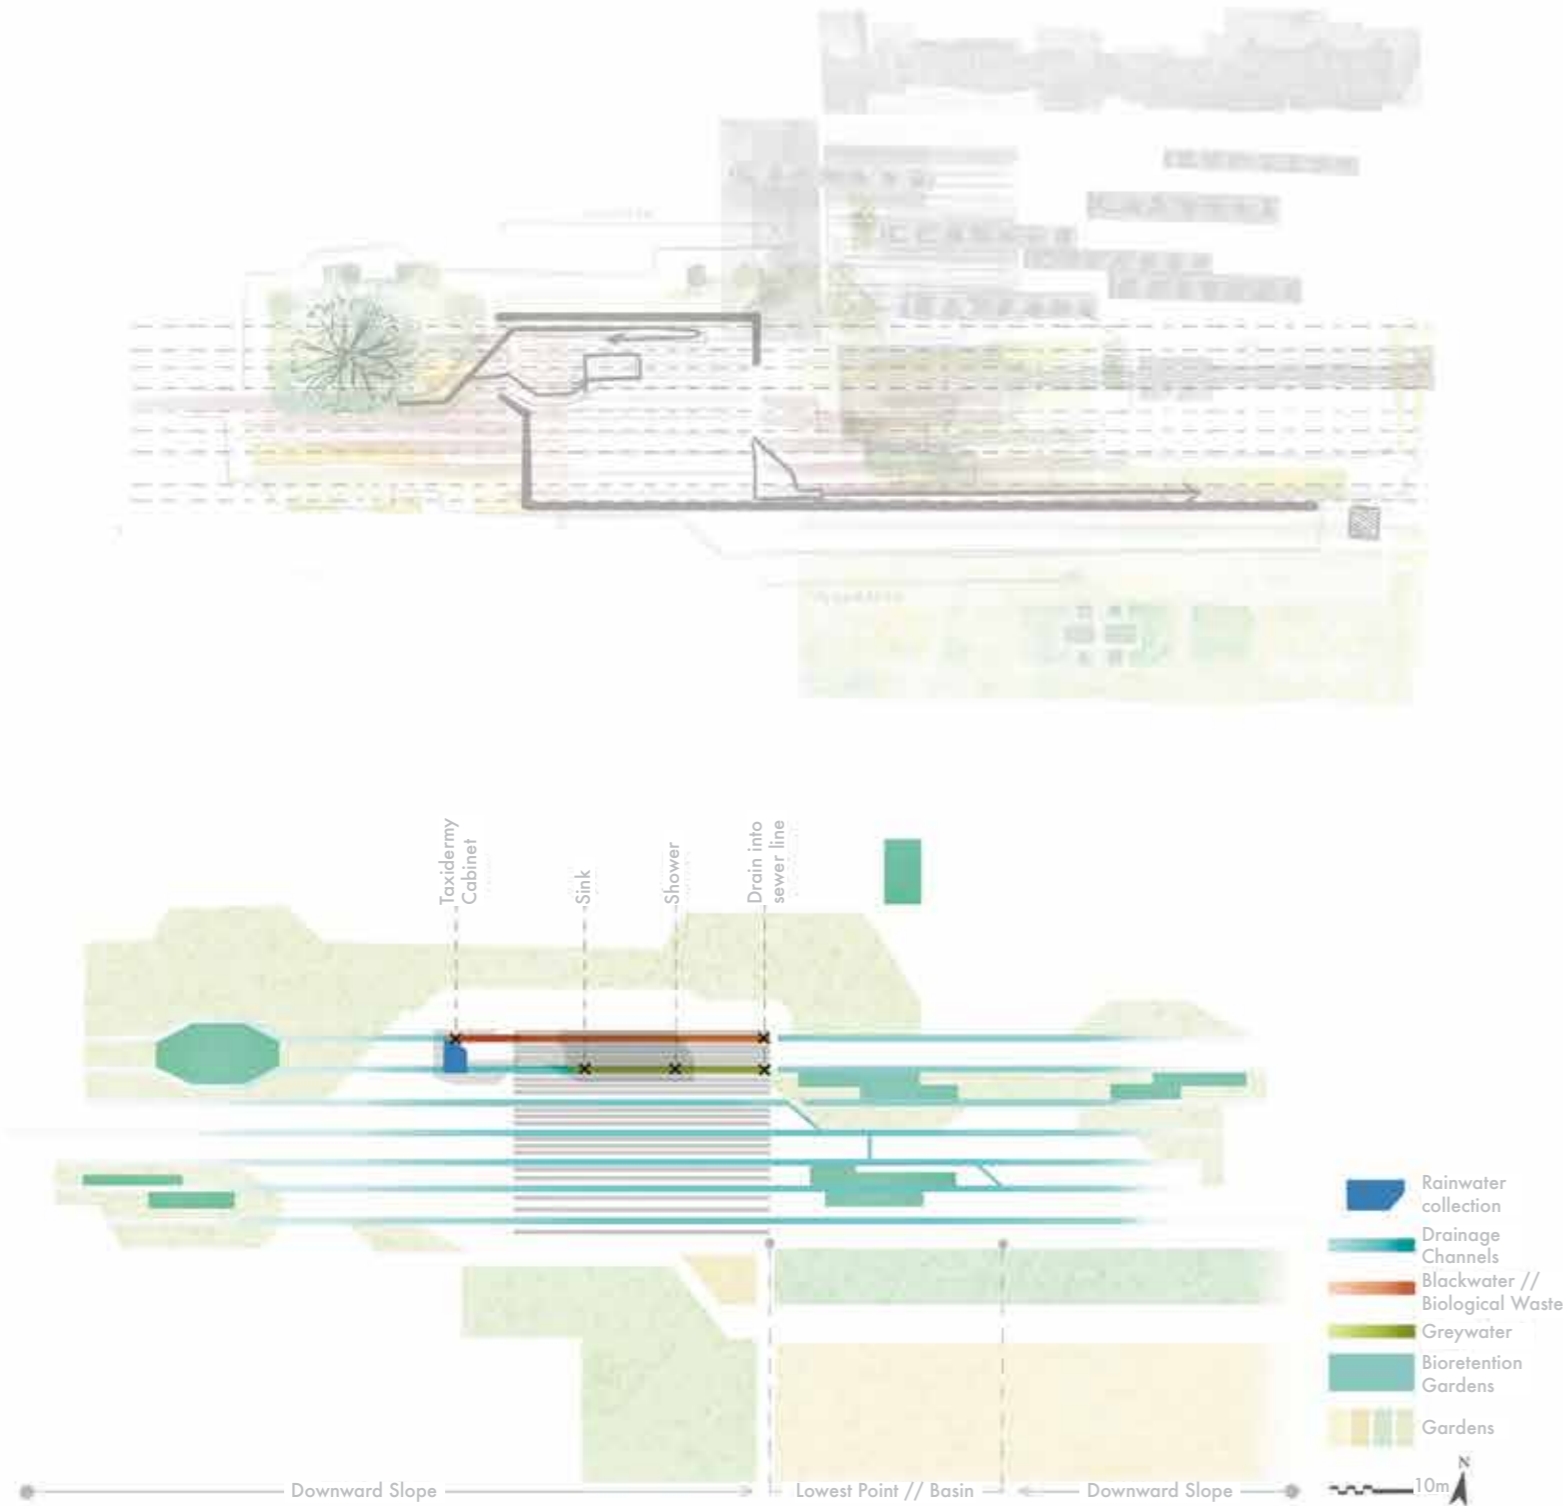 Taxidermy
Cabinet
Sink
Shower
Drain into
sewer line
Rainwater
collection
Drainage
Channels
Blackwater //
Biological Waste
Greywater
Bioretention
Gardens
Gardens
N
10m
Downward Slope
Lowest Point // Basin
Downward Slope